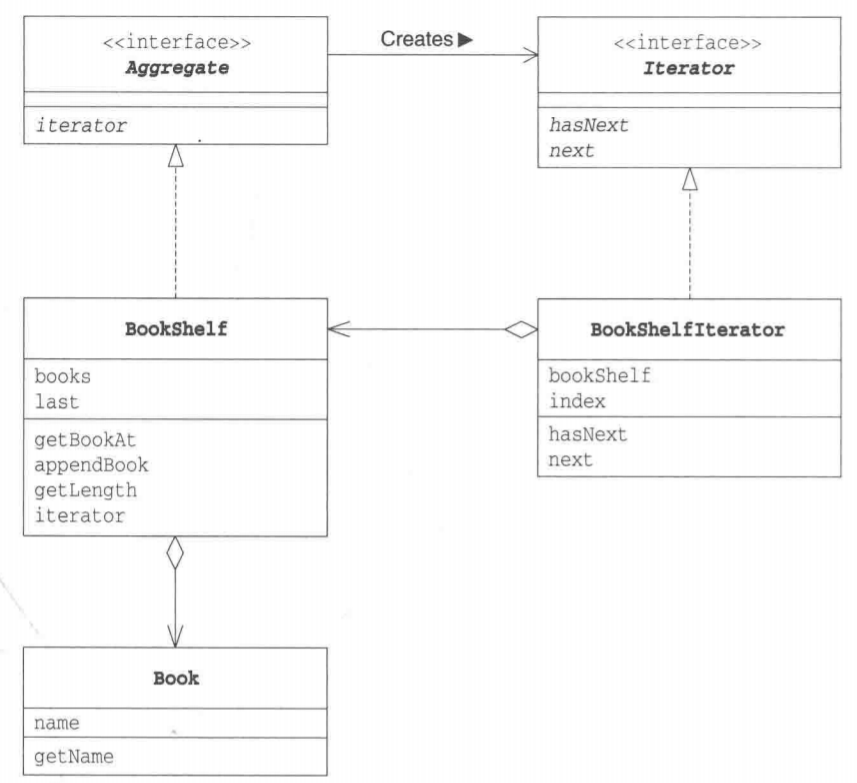 <<interface>>
Aggregate
iterator
Creates ▶
<<interface>>
Iterator
hasNext
next
BookShelf
books
last
getBookAt
appendBook
getLength
iterator
BookShelfIterator
bookShelf
index
hasNext
next
Book
name
getName